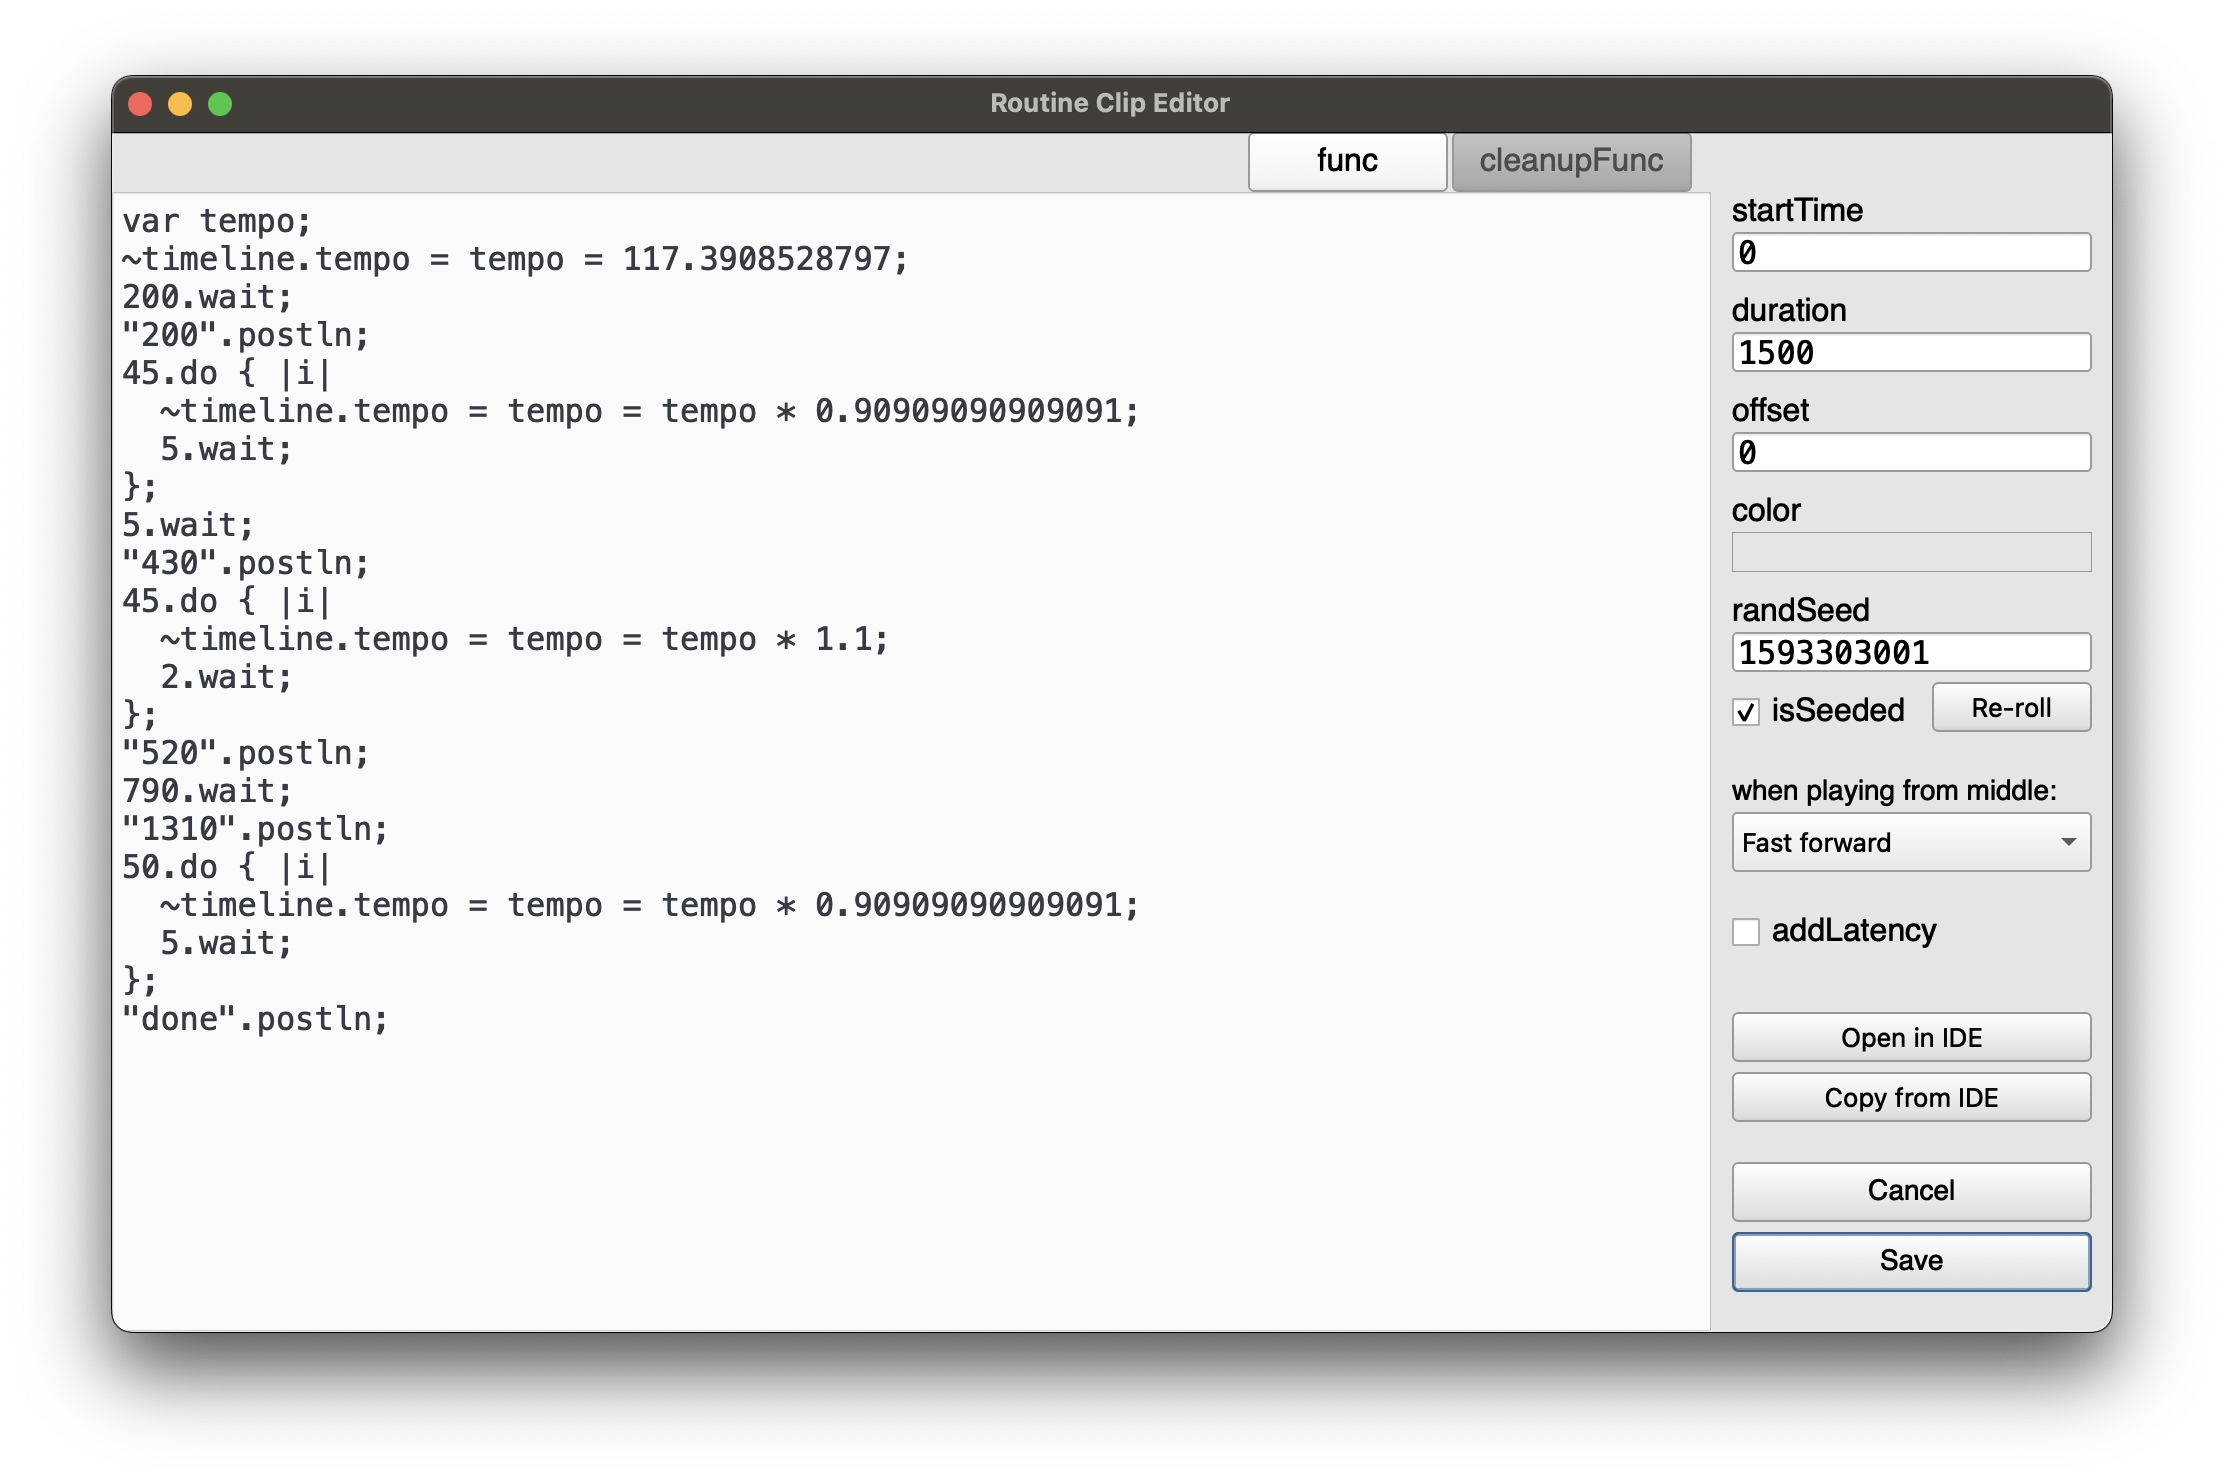 Routine Clip Editor
func
cleanupFunc
var tempo;
~timeline.tempo = tempo = 117.3908528797;
200.wait;
"200".postln;
45.do { |i|
  ~timeline.tempo = tempo = tempo * 0.90909090909091;
  5.wait;
};
5.wait;
"430".postln;
45.do { |i|
  ~timeline.tempo = tempo = tempo * 1.1;
  2.wait;
};
"520".postln;
790.wait;
"1310".postln;
50.do { |i|
  ~timeline.tempo = tempo = tempo * 0.90909090909091;
  5.wait;
};
"done".postln;
startTime
0
duration
1500
offset
0
color
randSeed
1593303001
isSeeded
Re-roll
when playing from middle:
Fast forward
addLatency
Open in IDE
Copy from IDE
Cancel
Save